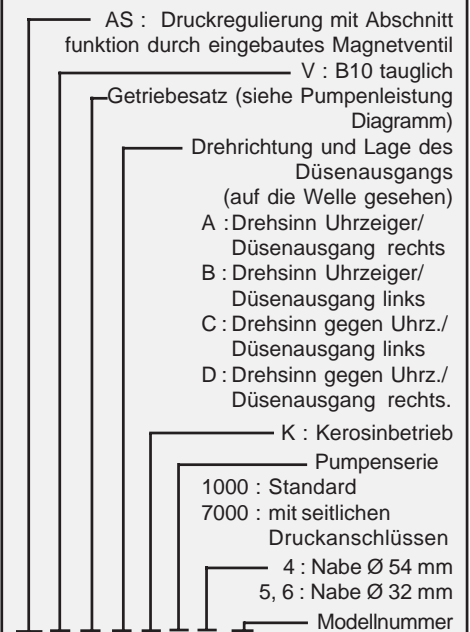 AS : Druckregulierung mit Abschnitt
funktion durch eingebautes Magnetventil
V : B10 tauglich
Getriebesatz (siehe Pumpenleistung
Diagramm)
Drehrichtung und Lage des
Düsenausgangs
(auf die Welle gesehen)
A : Drehsinn Uhrzeiger/
Düsenausgang rechts
B : Drehsinn Uhrzeiger/
Düsenausgang links
C : Drehsinn gegen Uhrz./
Düsenausgang links
D : Drehsinn gegen Uhrz./
Düsenausgang rechts.
K : Kerosinbetrieb
Pumpenserie
1000 : Standard
7000 : mit seitlichen
Druckanschlüssen
4 : Nabe Ø 54 mm
5, 6 : Nabe Ø 32 mm
Modellnummer